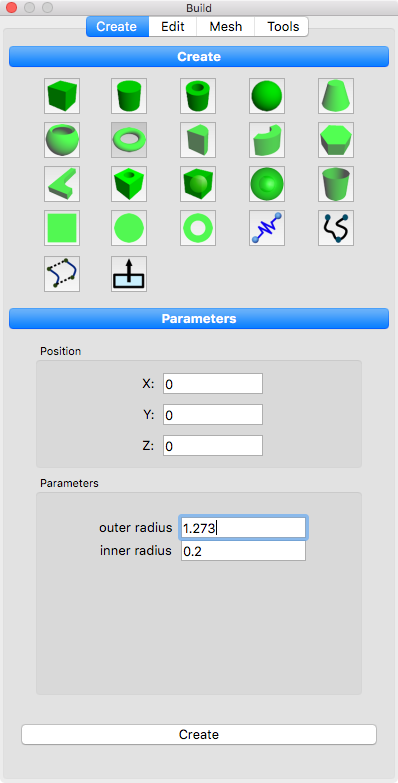 Build
Create Edit Mesh Tools
Create
Parameters
Position
X: 0
Y: 0
Z: 0
Parameters
outer radius 1.273
inner radius 0.2
Create